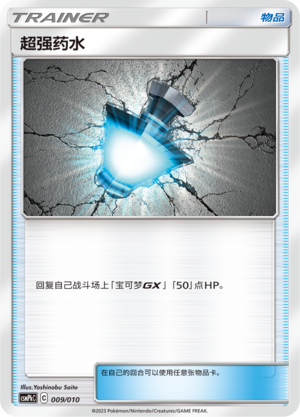 TRAINER
物品
超强药水
回复自己战斗场上「宝可梦GX」「50」点HP。
Illus.Yoshinobu Saito
CSMPiC C 009/010
在自己的回合可以使用任意张物品卡。
©2023 Pokémon/Nintendo/Creatures/GAME FREAK.